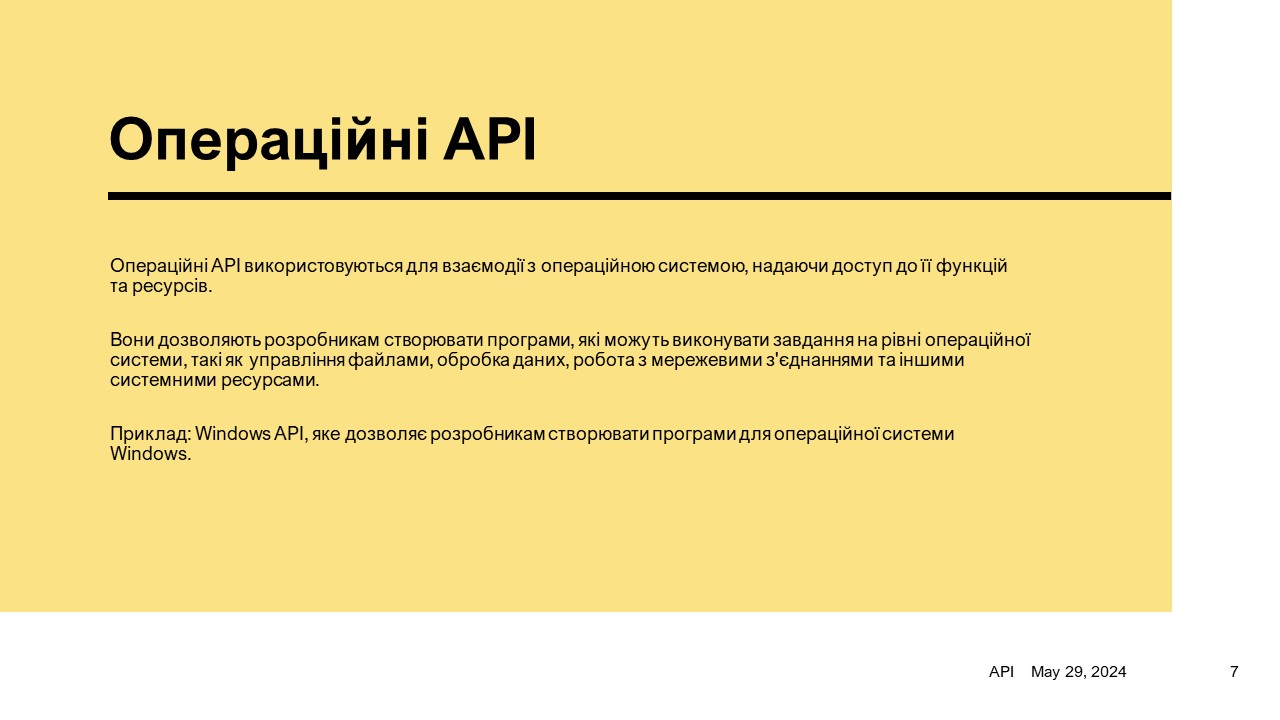 Операційні API
Операційні API використовуються для взаємодії з операційною системою, надаючи доступ до її функцій
та ресурсів.
Вони дозволяють розробникам створювати програми, які можуть виконувати завдання на рівні операційної
системи, такі як управління файлами, обробка даних, робота з мережевими з'єднаннями та іншими
системними ресурсами.
Приклад: Windows API, яке дозволяє розробникам створювати програми для операційної системи
Windows.
API May 29, 2024 7